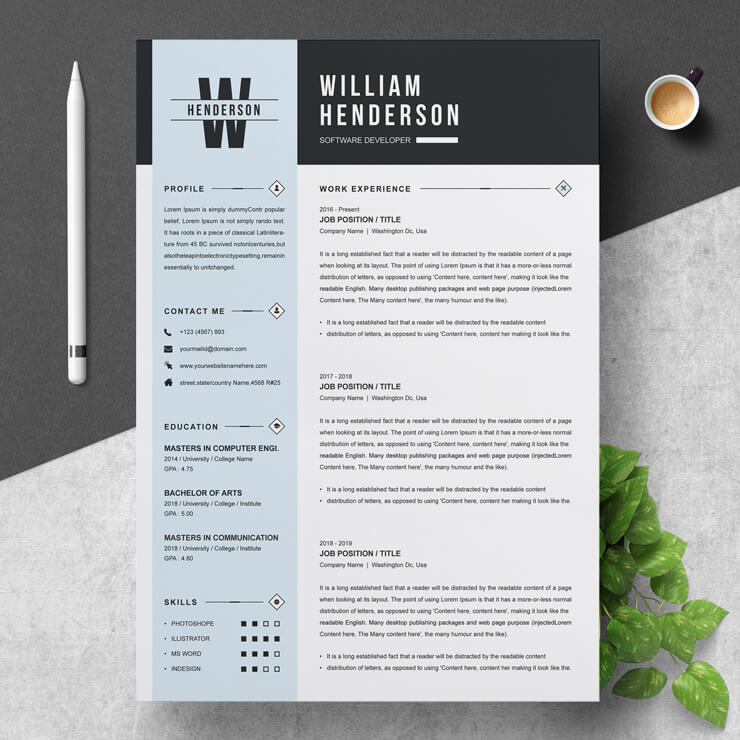 W
HENDERSON
WILLIAM
HENDERSON
SOFTWARE DEVELOPER
PROFILE
Lorem Ipsum is simply dummyContr popular
belief, Lorem Ipsum is not simply rando text.
It has roots in a piece of classical Latinlitera-
ture from 45 BC survived notonlcenturies,but
alsotheleapintoelectronictypesetting,remainin
essentially to unitchanged.
CONTACT ME
+123 (4567) 893
yourmailid@domain.com
www.yourwebsitenamehere.com
street,state/country Name,4568 R#25
EDUCATION
MASTERS IN COMPUTER ENGI.
2014 / University / College Name
GPA : 4.75
BACHELOR OF ARTS
2018 / University / College / Institute
GPA : 5.00
MASTERS IN COMMUNICATION
2018 / University / College / Institute
GPA : 4.80
SKILLS
• PHOTOSHOPE
• ILLISTRATOR
• MS WORD
• INDESIGN
WORK EXPERIENCE
2016 - Present
JOB POSITION / TITLE
Company Name | Washington Dc, Usa
It is a long established fact that a reader will be distracted by the readable content of a page
when looking at its layout. The point of using Lorem Ipsum is that it has a more-or-less normal
distribution of letters, as opposed to using 'Content here, content here', making it look like the
readable English. Many desktop publishing packages and web page purpose (injectedLorem
Content here, The Many content here', the many humour and the like).
• It is a long established fact that a reader will be distracted by the readable content
• distribution of letters, as opposed to using 'Content here, content her making it look like the.
2017 - 2018
JOB POSITION / TITLE
Company Name | Washington Dc, Usa
It is a long established fact that a reader will be distracted by the readable content of a page
when looking at its layout. The point of using Lorem Ipsum is that it has a more-or-less normal
distribution of letters, as opposed to using 'Content here, content here', making it look like the
readable English. Many desktop publishing packages and web page purpose (injectedLorem
Content here, The Many content here', the many humour and the like).
• It is a long established fact that a reader will be distracted by the readable content
• distribution of letters, as opposed to using 'Content here, content her making it look like the.
2018 - 2019
JOB POSITION / TITLE
Company Name | Washington Dc, Usa
It is a long established fact that a reader will be distracted by the readable content of a page
when looking at its layout. The point of using Lorem Ipsum is that it has a more-or-less normal
distribution of letters, as opposed to using 'Content here, content here', making it look like the
readable English. Many desktop publishing packages and web page purpose (injectedLorem
Content here, The Many content here', the many humour and the like).
• It is a long established fact that a reader will be distracted by the readable content
• distribution of letters, as opposed to using 'Content here, content her making it look like the.